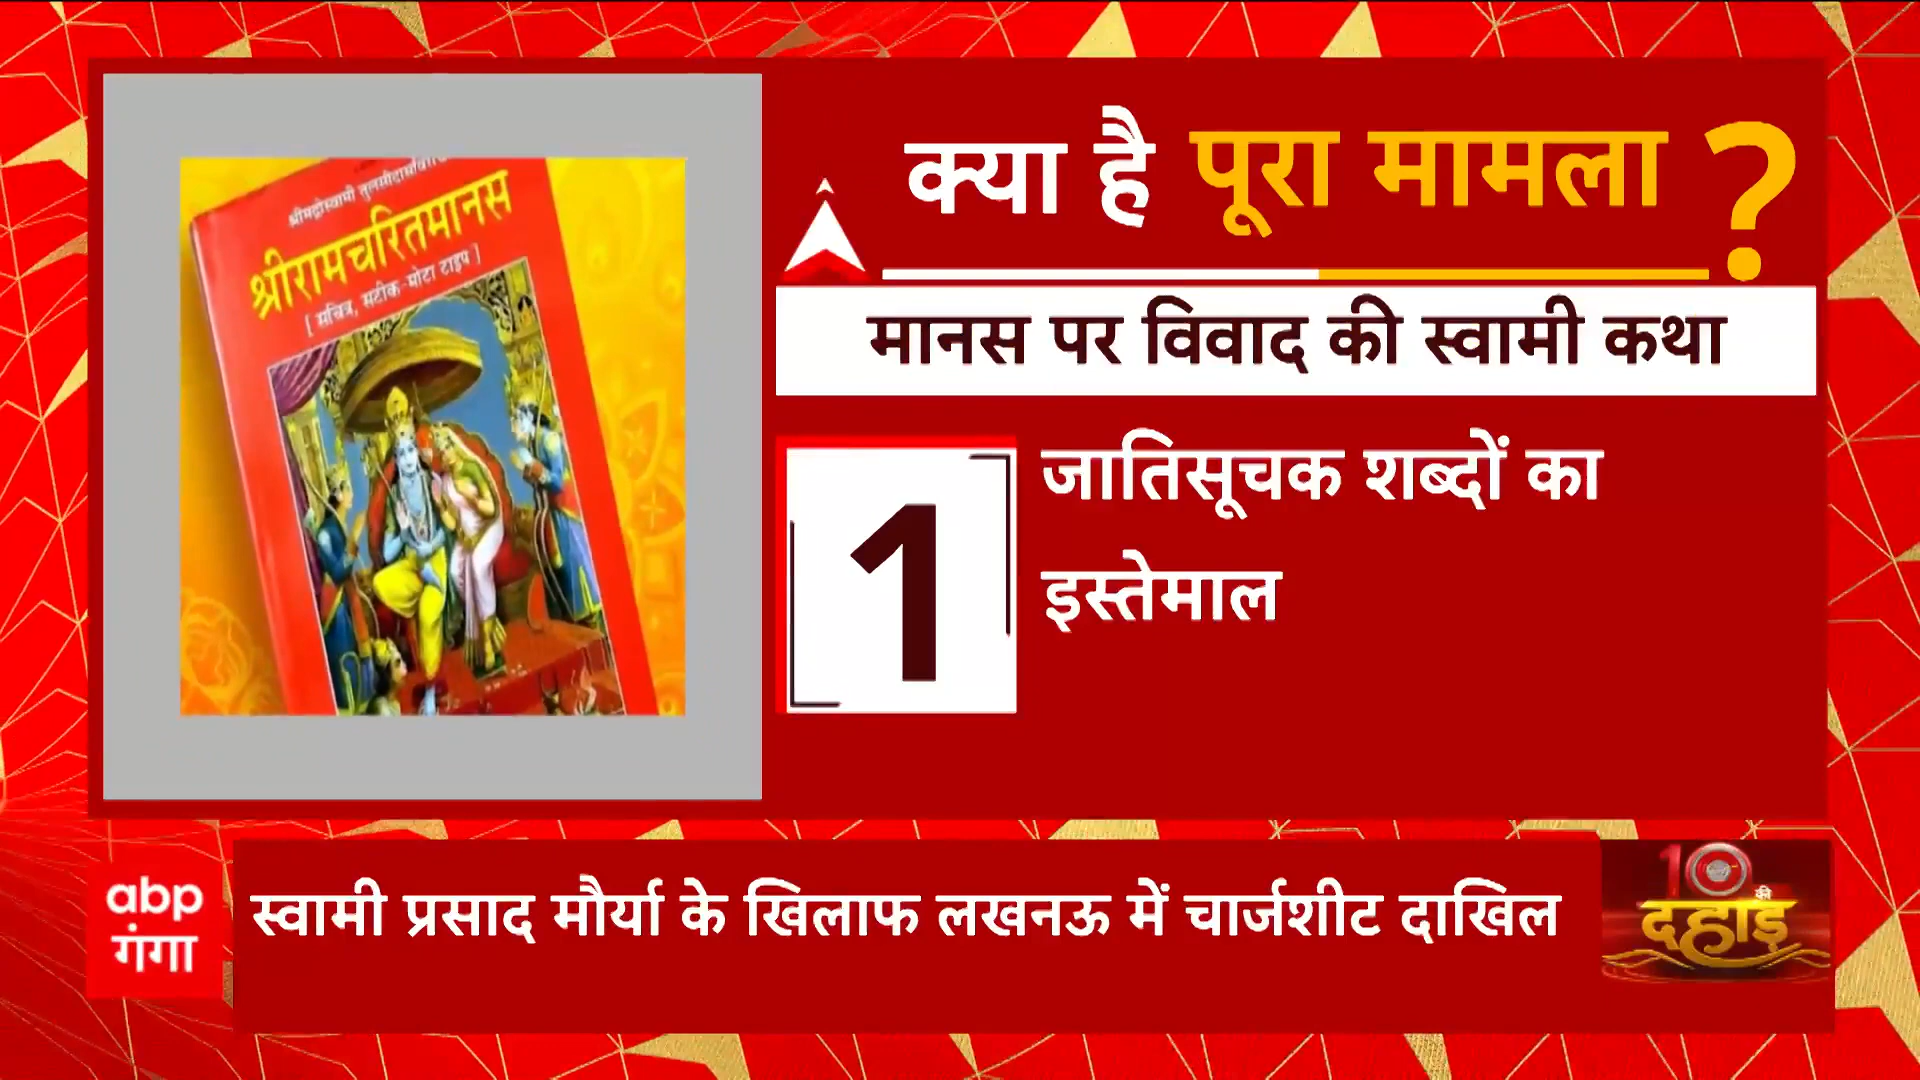 श्रीमद्गोस्वामी तुलसीदासविरचित
श्रीरामचरितमानस
[ सचित्र, सटीक-मोटा टाइप ]
क्या है पूरा मामला ?
मानस पर विवाद की स्वामी कथा
1
जातिसूचक शब्दों का
इस्तेमाल
abp
गंगा
स्वामी प्रसाद मौर्या के खिलाफ लखनऊ में चार्जशीट दाखिल
10 की
दहाड़